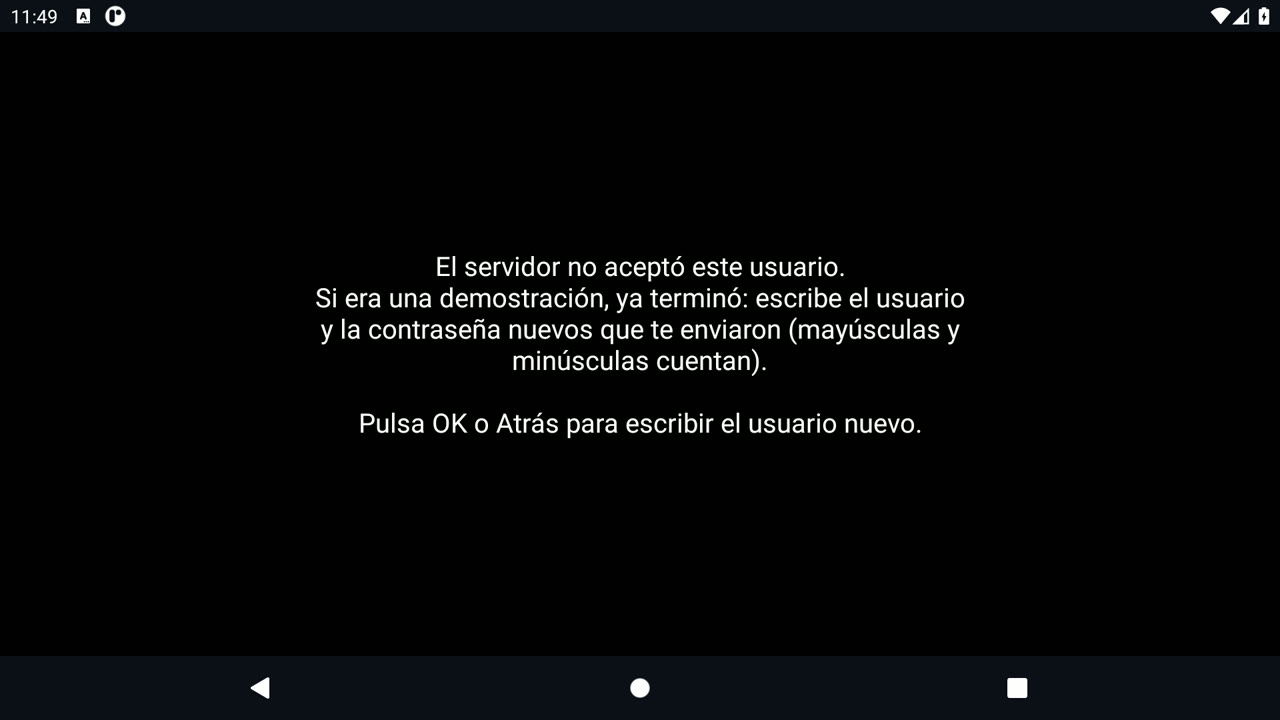 11:49
El servidor no aceptó este usuario.
Si era una demostración, ya terminó: escribe el usuario
y la contraseña nuevos que te enviaron (mayúsculas y
minúsculas cuentan).
Pulsa OK o Atrás para escribir el usuario nuevo.